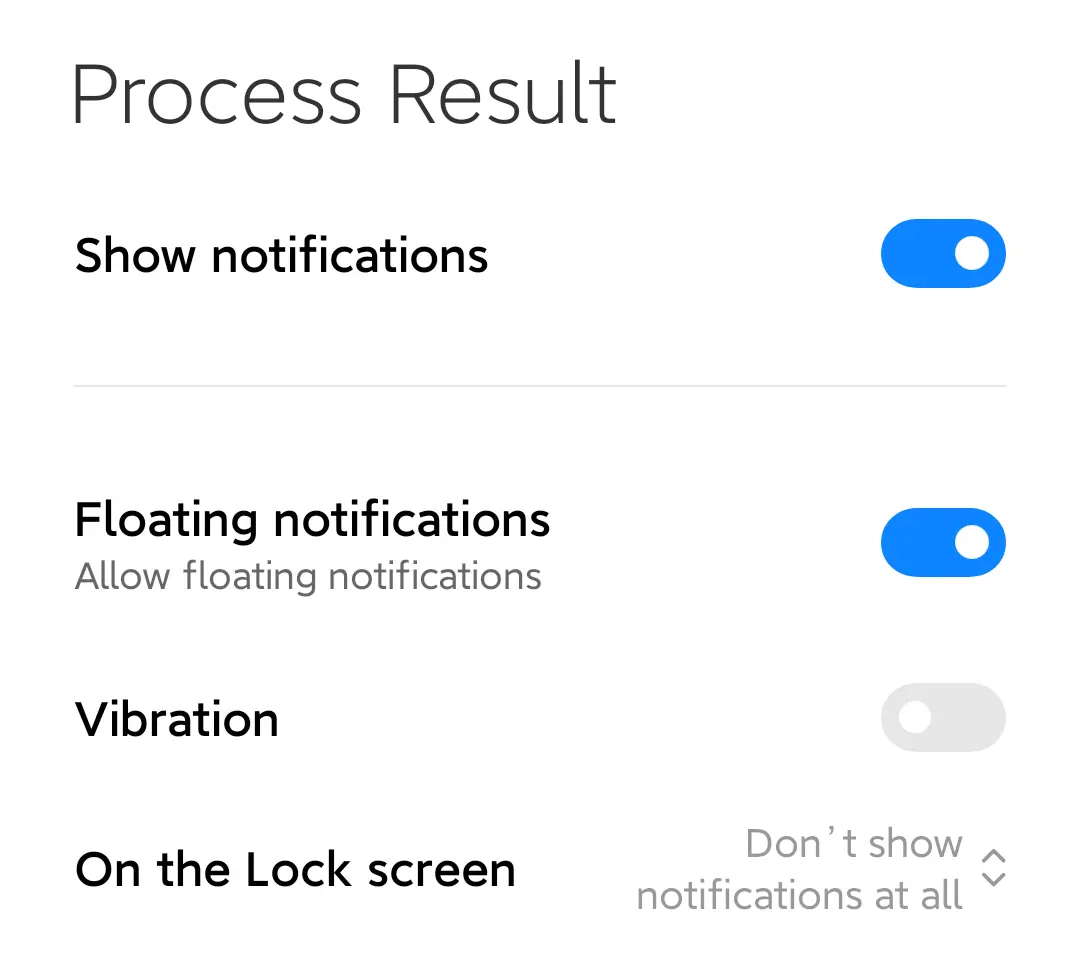 Process Result
Show notifications
Floating notifications
Allow floating notifications
Vibration
On the Lock screen
Don’t show
notifications at all